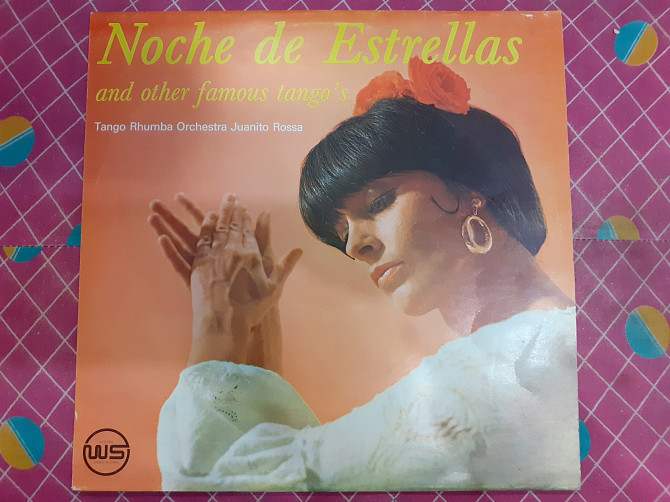 Noche de Estrellas
and other famous tango's
Tango Rhumba Orchestra Juanito Rossa
WS